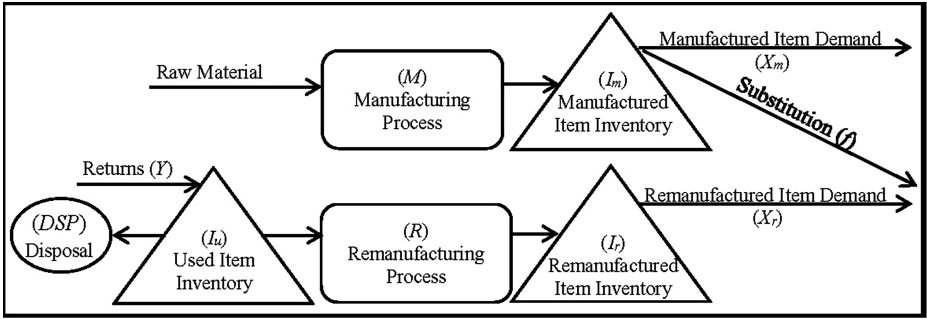 Manufactured Item Demand
(Xm)
Raw Material
(M)
Manufacturing
Process
(Im)
Manufactured
Item Inventory
Substitution (f)
Returns (Y)
Remanufactured Item Demand
(Xr)
(DSP)
Disposal
(Iu)
Used Item
Inventory
(R)
Remanufacturing
Process
(Ir)
Remanufactured
Item Inventory